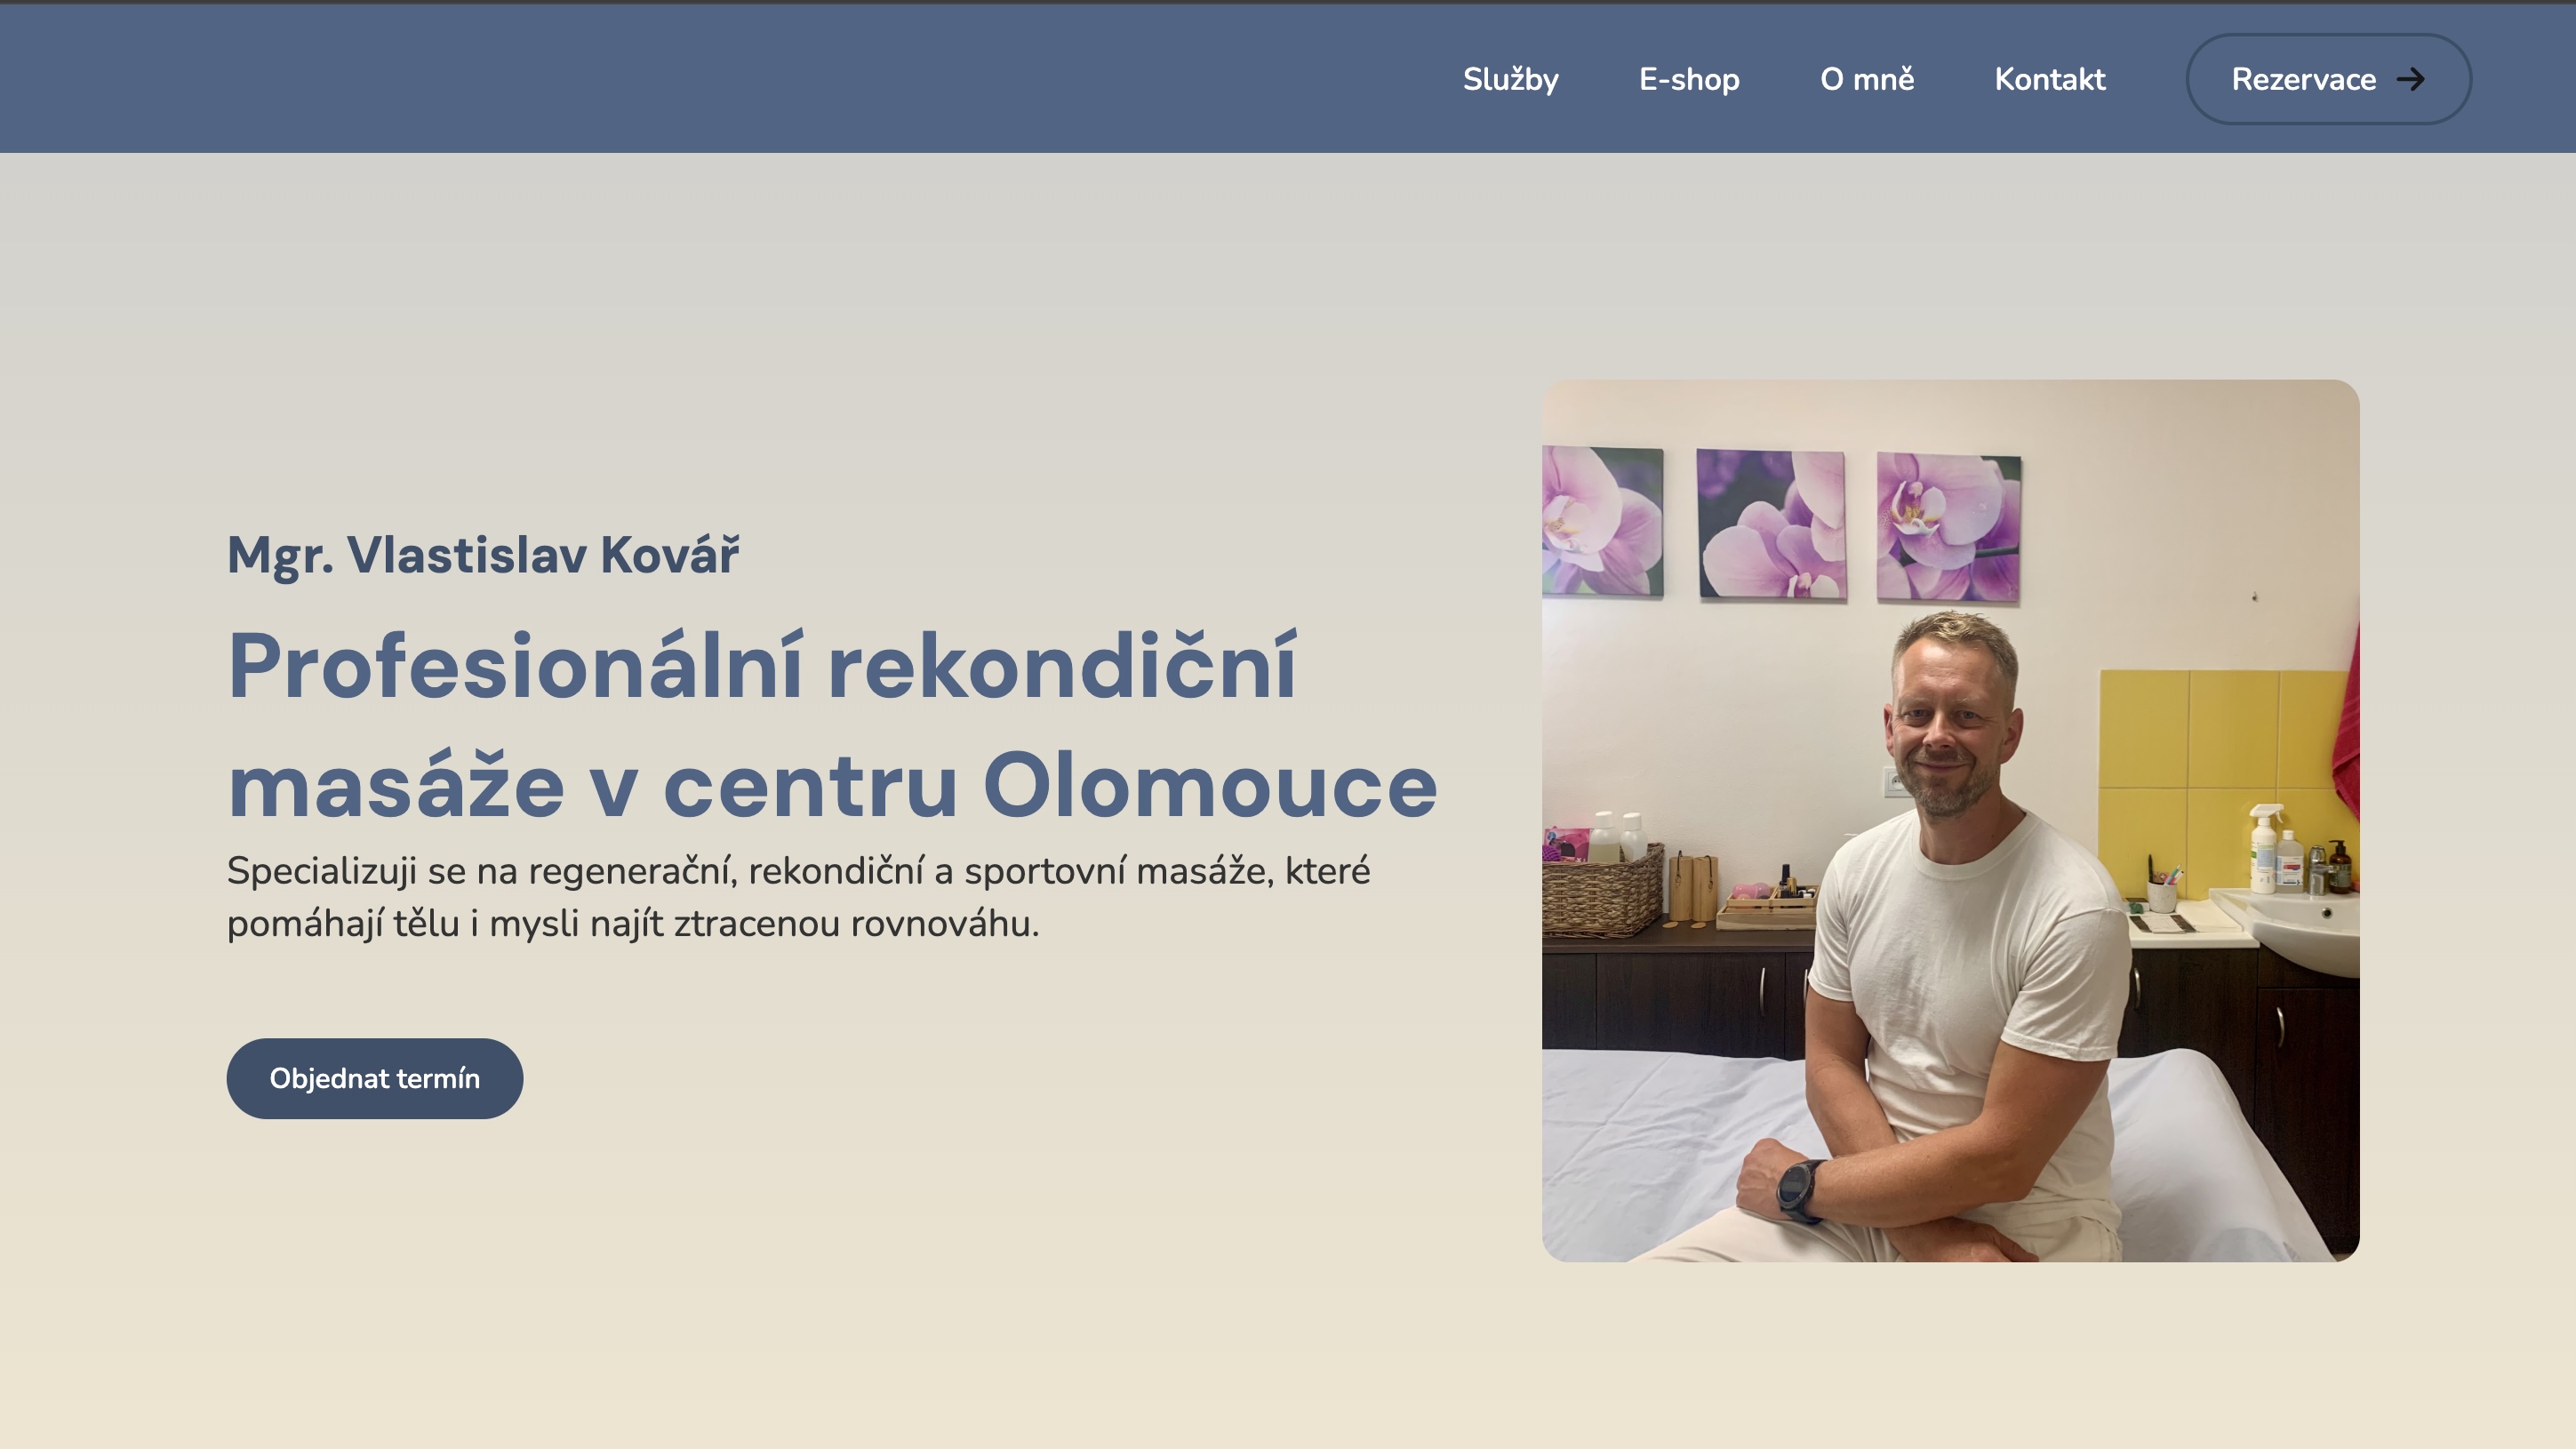 Služby
E-shop
O mně
Kontakt
Rezervace
Mgr. Vlastislav Kovář
Profesionální rekondiční
masáže v centru Olomouce
Specializuji se na regenerační, rekondiční a sportovní masáže, které
pomáhají tělu i mysli najít ztracenou rovnováhu.
Objednat termín